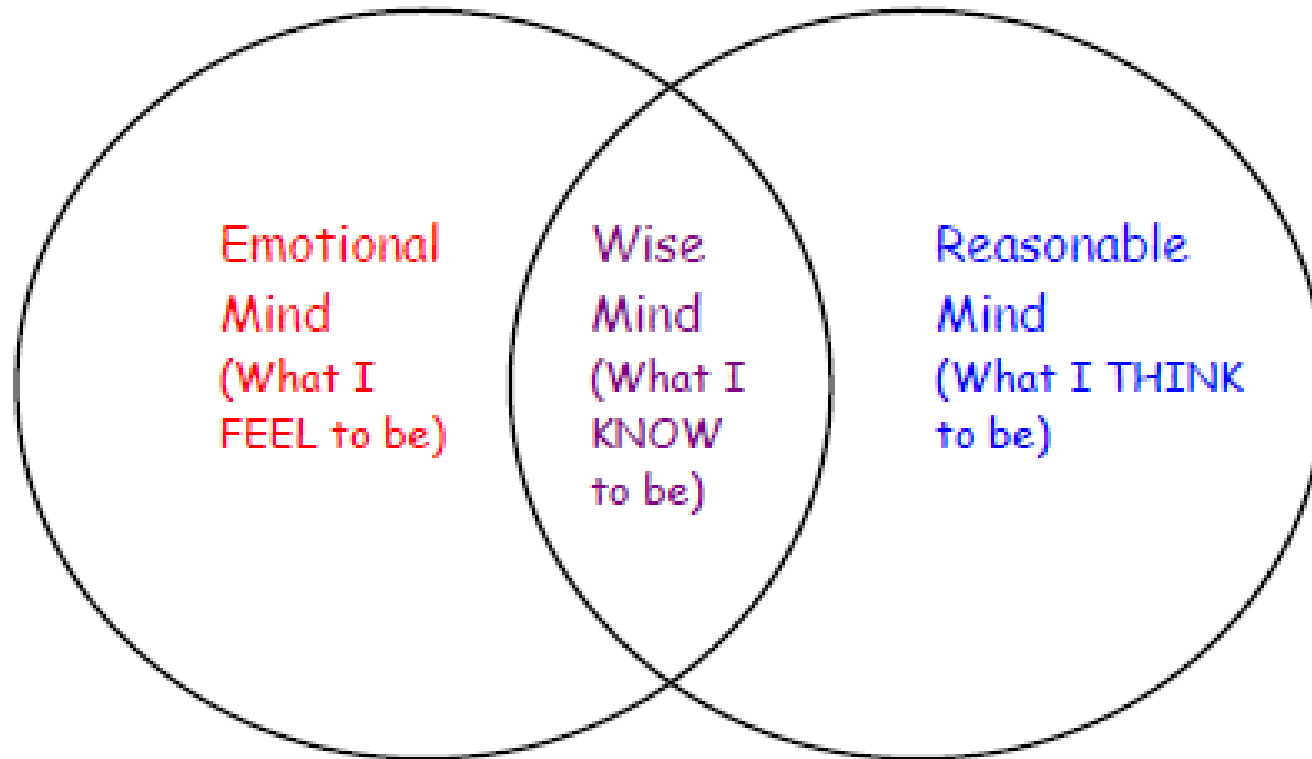 Emotional
Mind
(What I
FEEL to be)
Wise
Mind
(What I
KNOW
to be)
Reasonable
Mind
(What I THINK
to be)